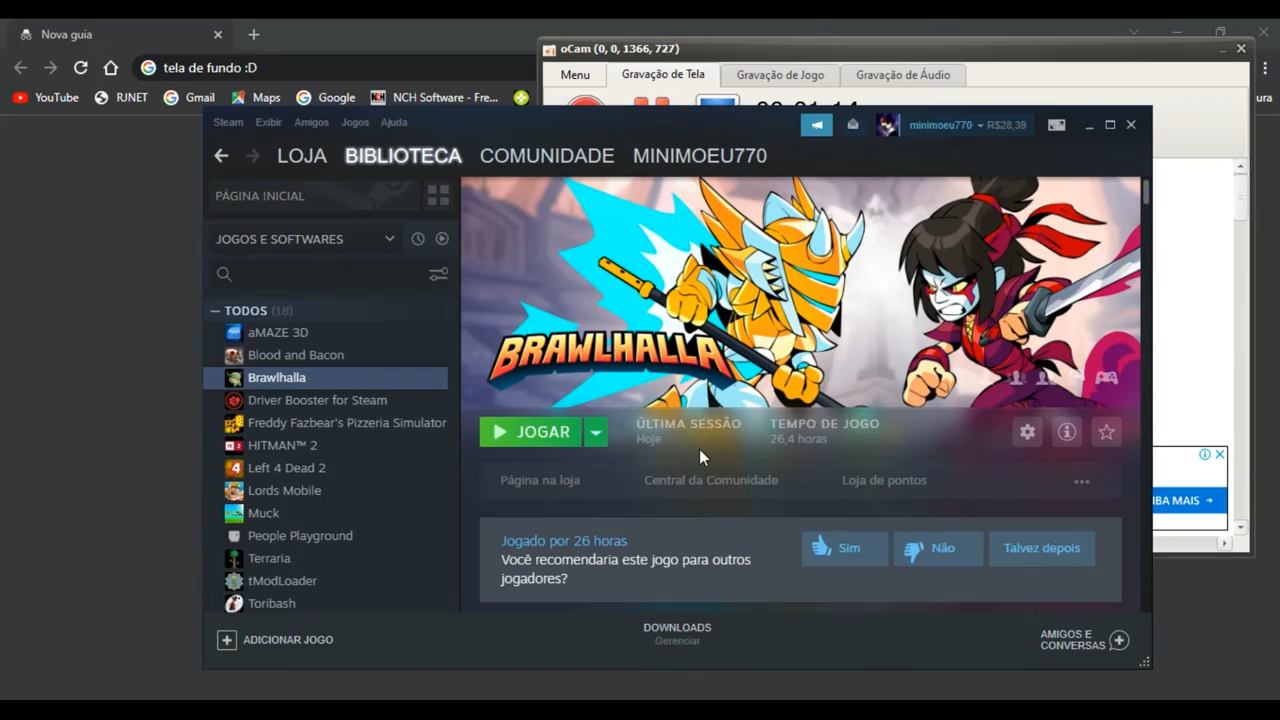 Nova guia
tela de fundo :D
YouTube
RJNET
Gmail
Maps
Google
NCH Software - Fre...
oCam (0, 0, 1366, 727)
Menu
Gravação de Tela
Gravação de Jogo
Gravação de Áudio
Steam Exibir Amigos Jogos Ajuda
minimoeu770 R$28,39
LOJA BIBLIOTECA COMUNIDADE MINIMOEU770
PÁGINA INICIAL
JOGOS E SOFTWARES
TODOS (18)
aMAZE 3D
Blood and Bacon
Brawlhalla
Driver Booster for Steam
Freddy Fazbear's Pizzeria Simulator
HITMAN™ 2
Left 4 Dead 2
Lords Mobile
Muck
People Playground
Terraria
tModLoader
Toribash
BRAWLHALLA
JOGAR
ÚLTIMA SESSÃO
Hoje
TEMPO DE JOGO
26,4 horas
Página na loja
Central da Comunidade
Loja de pontos
Jogado por 26 horas
Você recomendaria este jogo para outros
jogadores?
Sim
Não
Talvez depois
MAIS
ADICIONAR JOGO
DOWNLOADS
Gerenciar
AMIGOS E
CONVERSAS